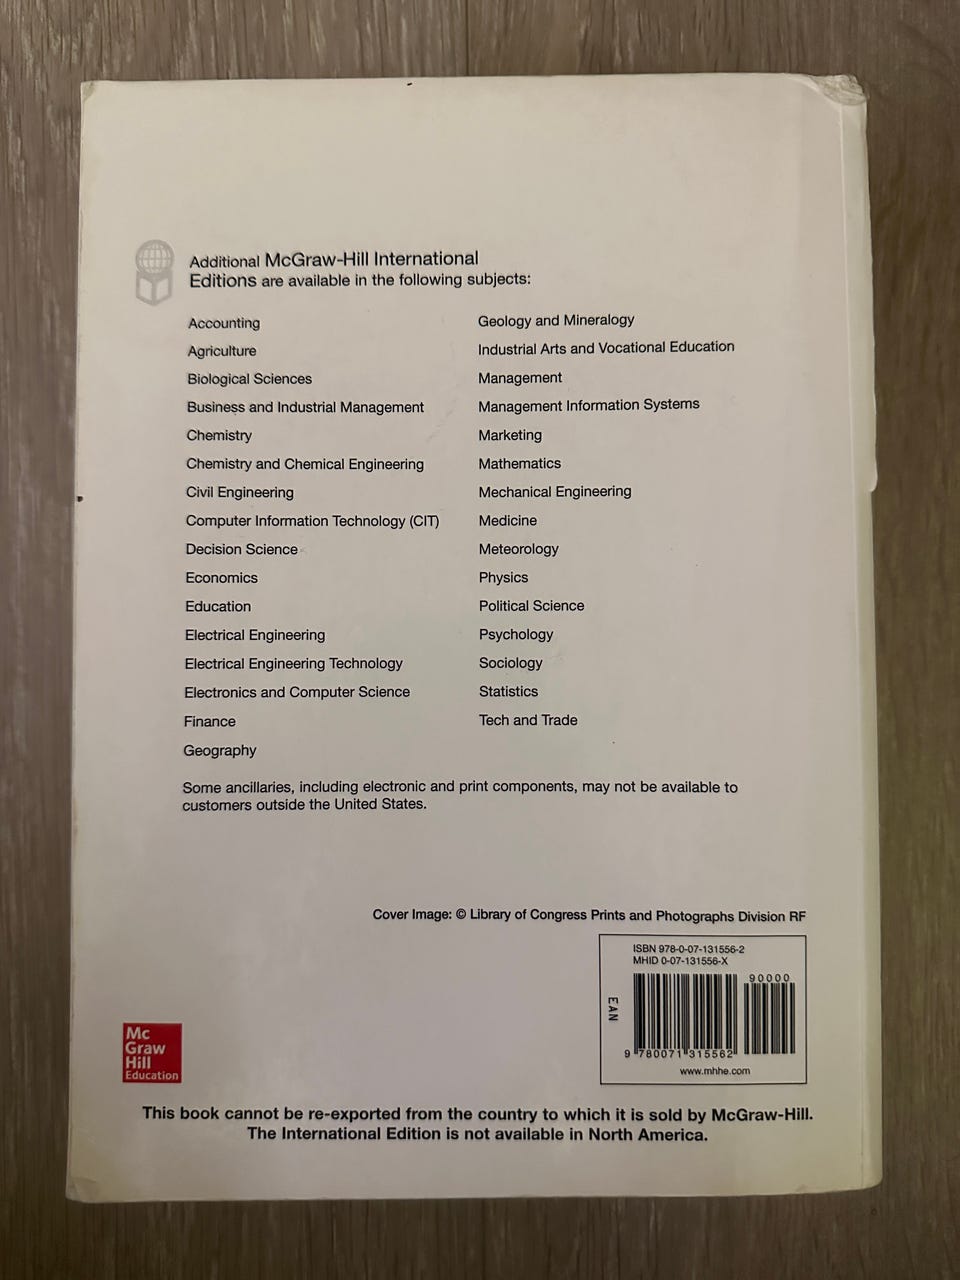 Additional McGraw-Hill International
Editions are available in the following subjects:
Accounting
Agriculture
Biological Sciences
Business and Industrial Management
Chemistry
Chemistry and Chemical Engineering
Civil Engineering
Computer Information Technology (CIT)
Decision Science
Economics
Education
Electrical Engineering
Electrical Engineering Technology
Electronics and Computer Science
Finance
Geography
Geology and Mineralogy
Industrial Arts and Vocational Education
Management
Management Information Systems
Marketing
Mathematics
Mechanical Engineering
Medicine
Meteorology
Physics
Political Science
Psychology
Sociology
Statistics
Tech and Trade
Some ancillaries, including electronic and print components, may not be available to
customers outside the United States.
Cover Image: © Library of Congress Prints and Photographs Division RF
ISBN 978-0-07-131556-2
MHID 0-07-131556-X
90000
EAN
9 780071 315562
www.mhhe.com
Mc
Graw
Hill
Education
This book cannot be re-exported from the country to which it is sold by McGraw-Hill.
The International Edition is not available in North America.